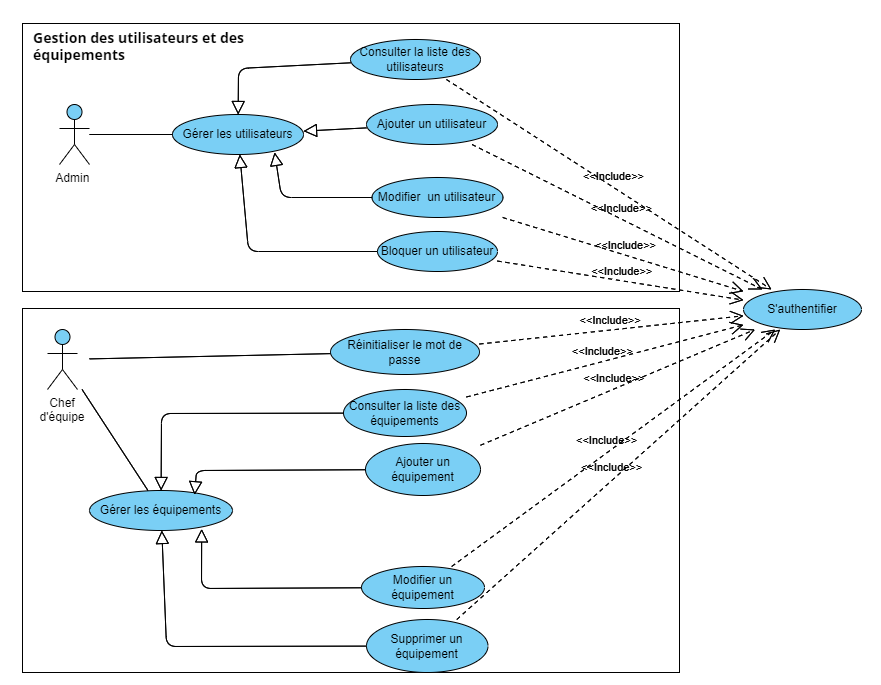 Gestion des utilisateurs et des
équipements
Consulter la liste des
utilisateurs
Ajouter un utilisateur
Gérer les utilisateurs
Admin
<<Include>>
Modifier  un utilisateur
<<Include>>
<<Include>>
Bloquer un utilisateur
<<Include>>
S'authentifier
<<Include>>
Réinitialiser le mot de
passe
<<Include>>
<<Include>>
Chef
d'équipe
Consulter la liste des
équipements
<<Include>>
Ajouter un
équipement
<<Include>>
Gérer les équipements
Modifier un
équipement
Supprimer un
équipement